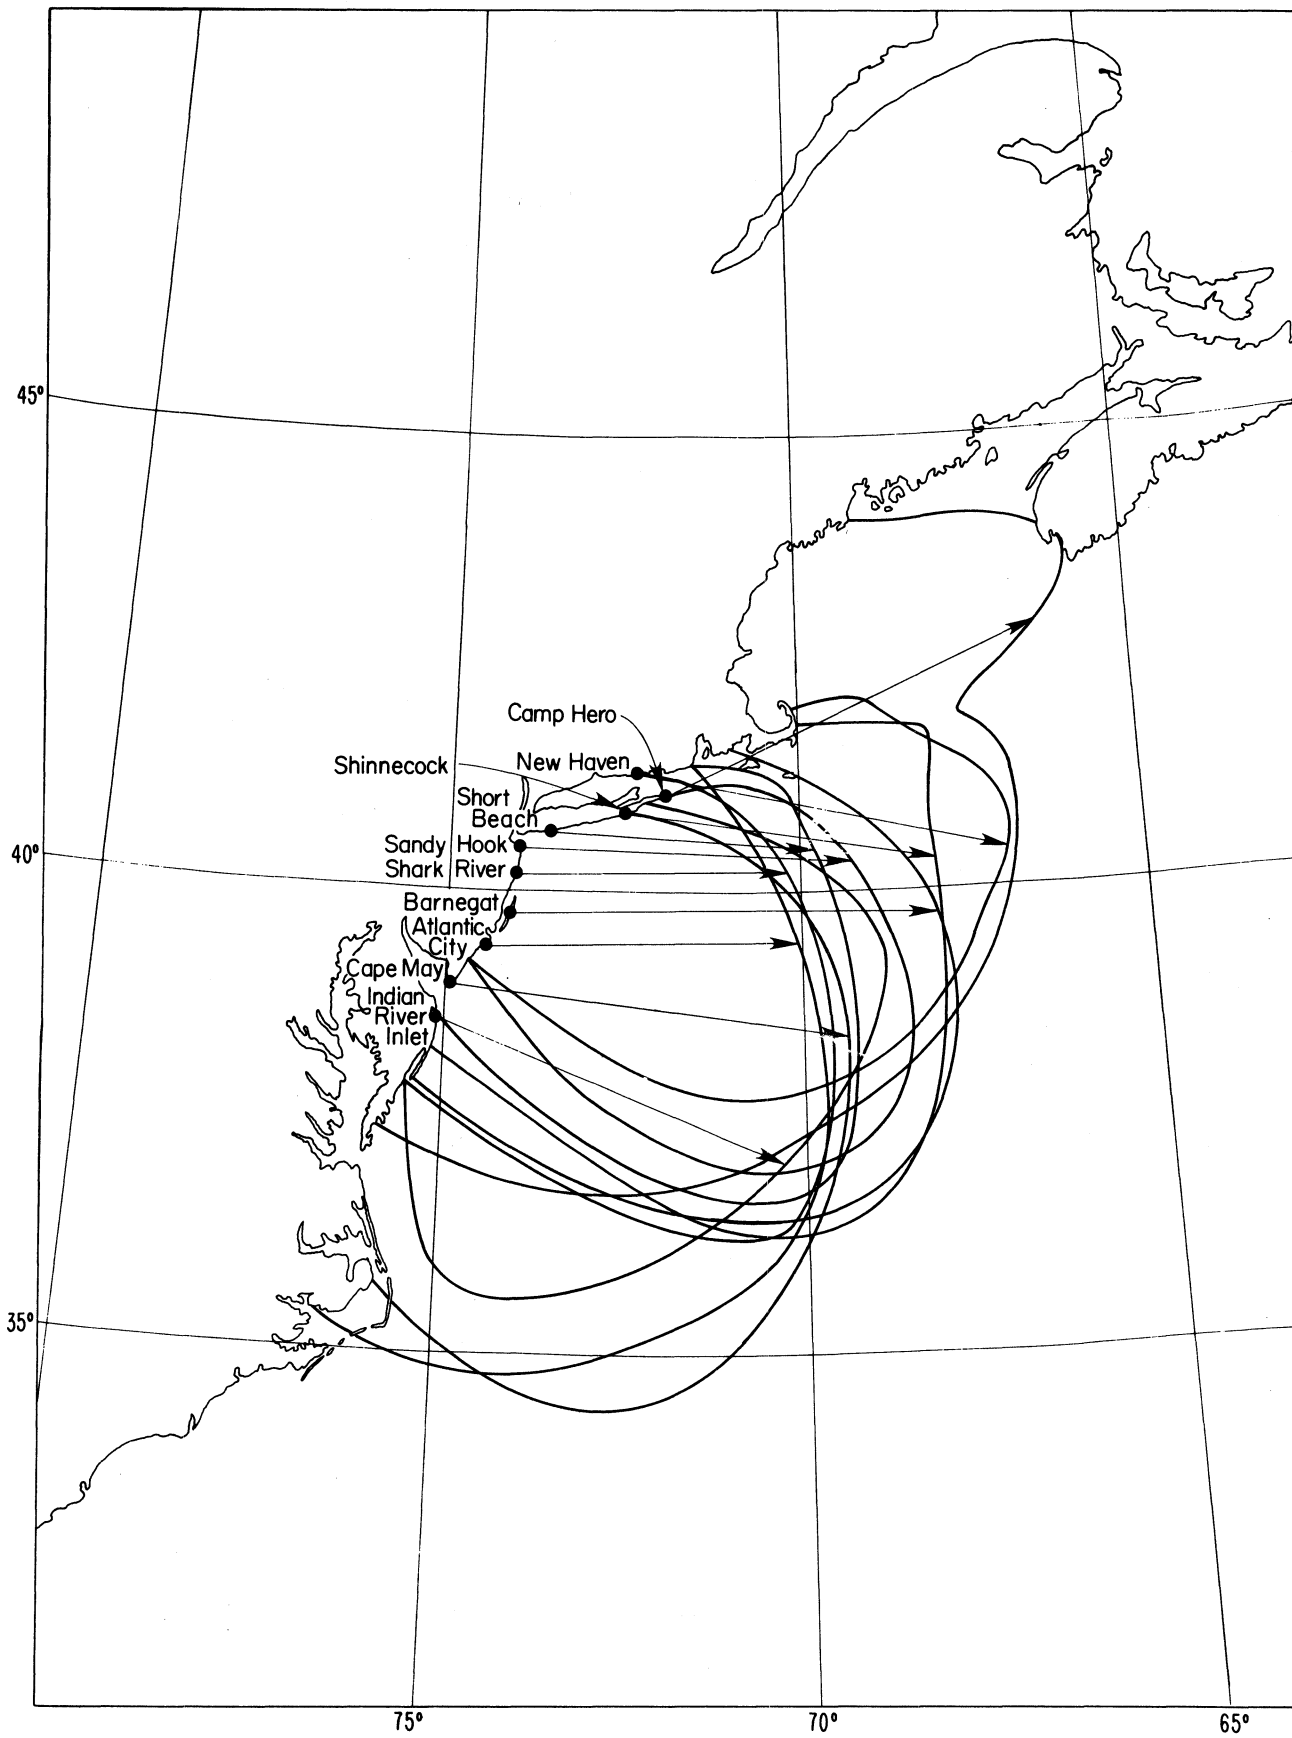 45°
Camp Hero
Shinnecock
New Haven
Short
Beach
Sandy Hook
40°
Shark River
Barnegat
Atlantic
City
Cape May
Indian
River
Inlet
35°
75°
70°
65°